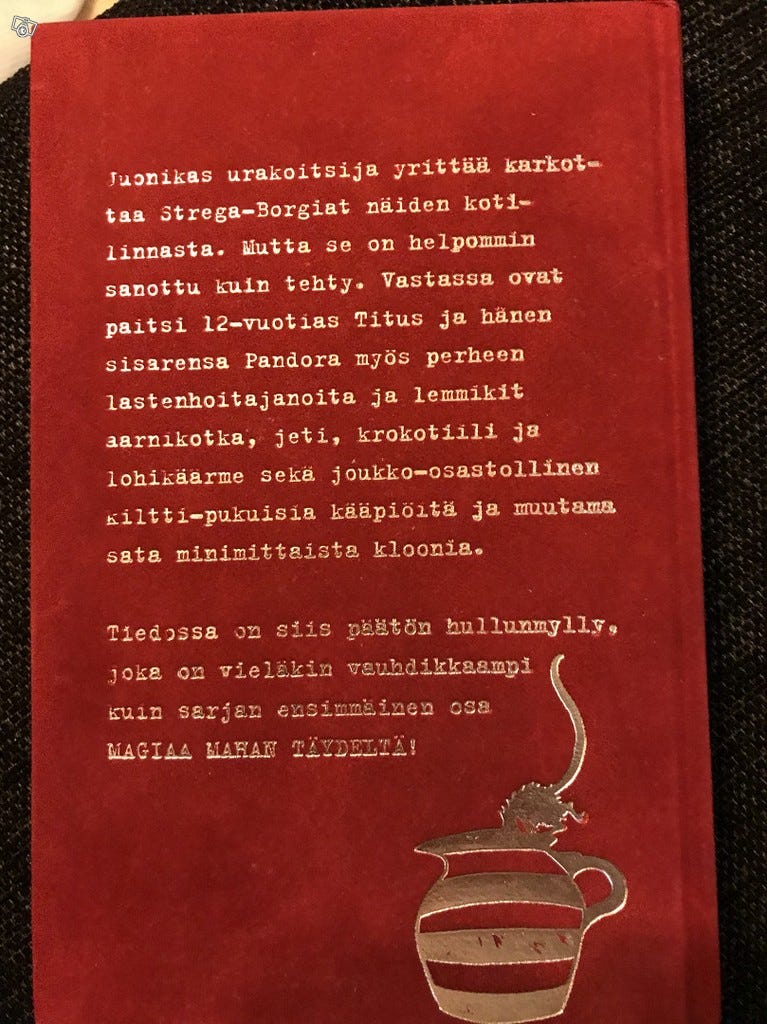 Juonikas urakoitsija yrittää karkot-
taa Strega-Borgiat näiden koti-
linnasta. Mutta se on helpommin
sanottu kuin tehty. Vastassa ovat
paitsi 12-vuotias Titus ja hänen
sisarensa Pandora myös perheen
lastenhoitajanoita ja lemmikit
aarnikotka, jeti, krokotiili ja
lohikäärme sekä joukko-osastollinen
kiltti-pukuisia kääpiöitä ja muutama
sata minimittaista kloonia.
Tiedossa on siis päätön hullunmylly,
joka on vieläkin vauhdikkaampi
kuin sarjan ensimmäinen osa
MAGIAA MAHAN TÄYDELTÄ!